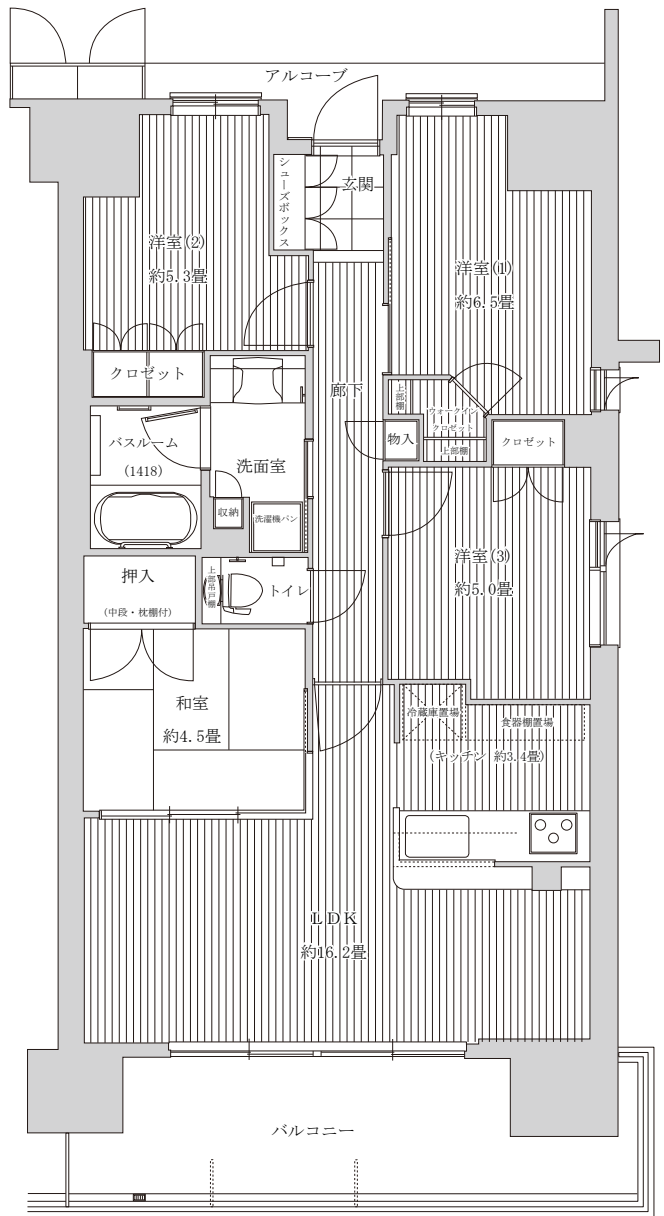 アルコーブ
シューズボックス
玄関
洋室(2)
約5.3畳
洋室(1)
約6.5畳
クロゼット
廊下
上部棚
ウォークイン
クロゼット
上部棚
物入
クロゼット
バスルーム
(1418)
洗面室
収納
洗濯機パン
洋室(3)
約5.0畳
押入
(中段・枕棚付)
上部吊戸棚
トイレ
和室
約4.5畳
冷蔵庫置場
食器棚置場
(キッチン 約3.4畳)
LDK
約16.2畳
バルコニー